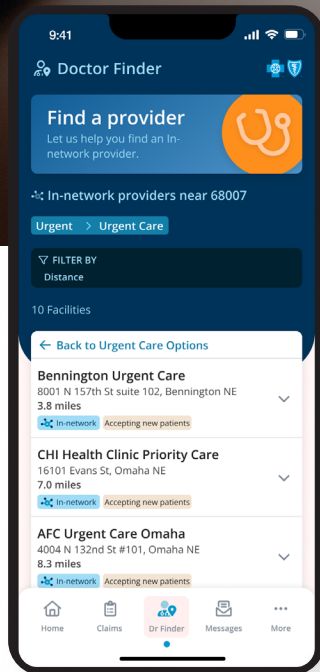 9:41
Doctor Finder
Find a provider
Let us help you find an In-
network provider.
In-network providers near 68007
Urgent > Urgent Care
FILTER BY
Distance
10 Facilities
← Back to Urgent Care Options
Bennington Urgent Care
8001 N 157th St suite 102, Bennington NE
3.8 miles
In-network Accepting new patients
CHI Health Clinic Priority Care
16101 Evans St, Omaha NE
7.0 miles
In-network Accepting new patients
AFC Urgent Care Omaha
4004 N 132nd St #101, Omaha NE
8.3 miles
In-network Accepting new patients
Home Claims Dr Finder Messages More